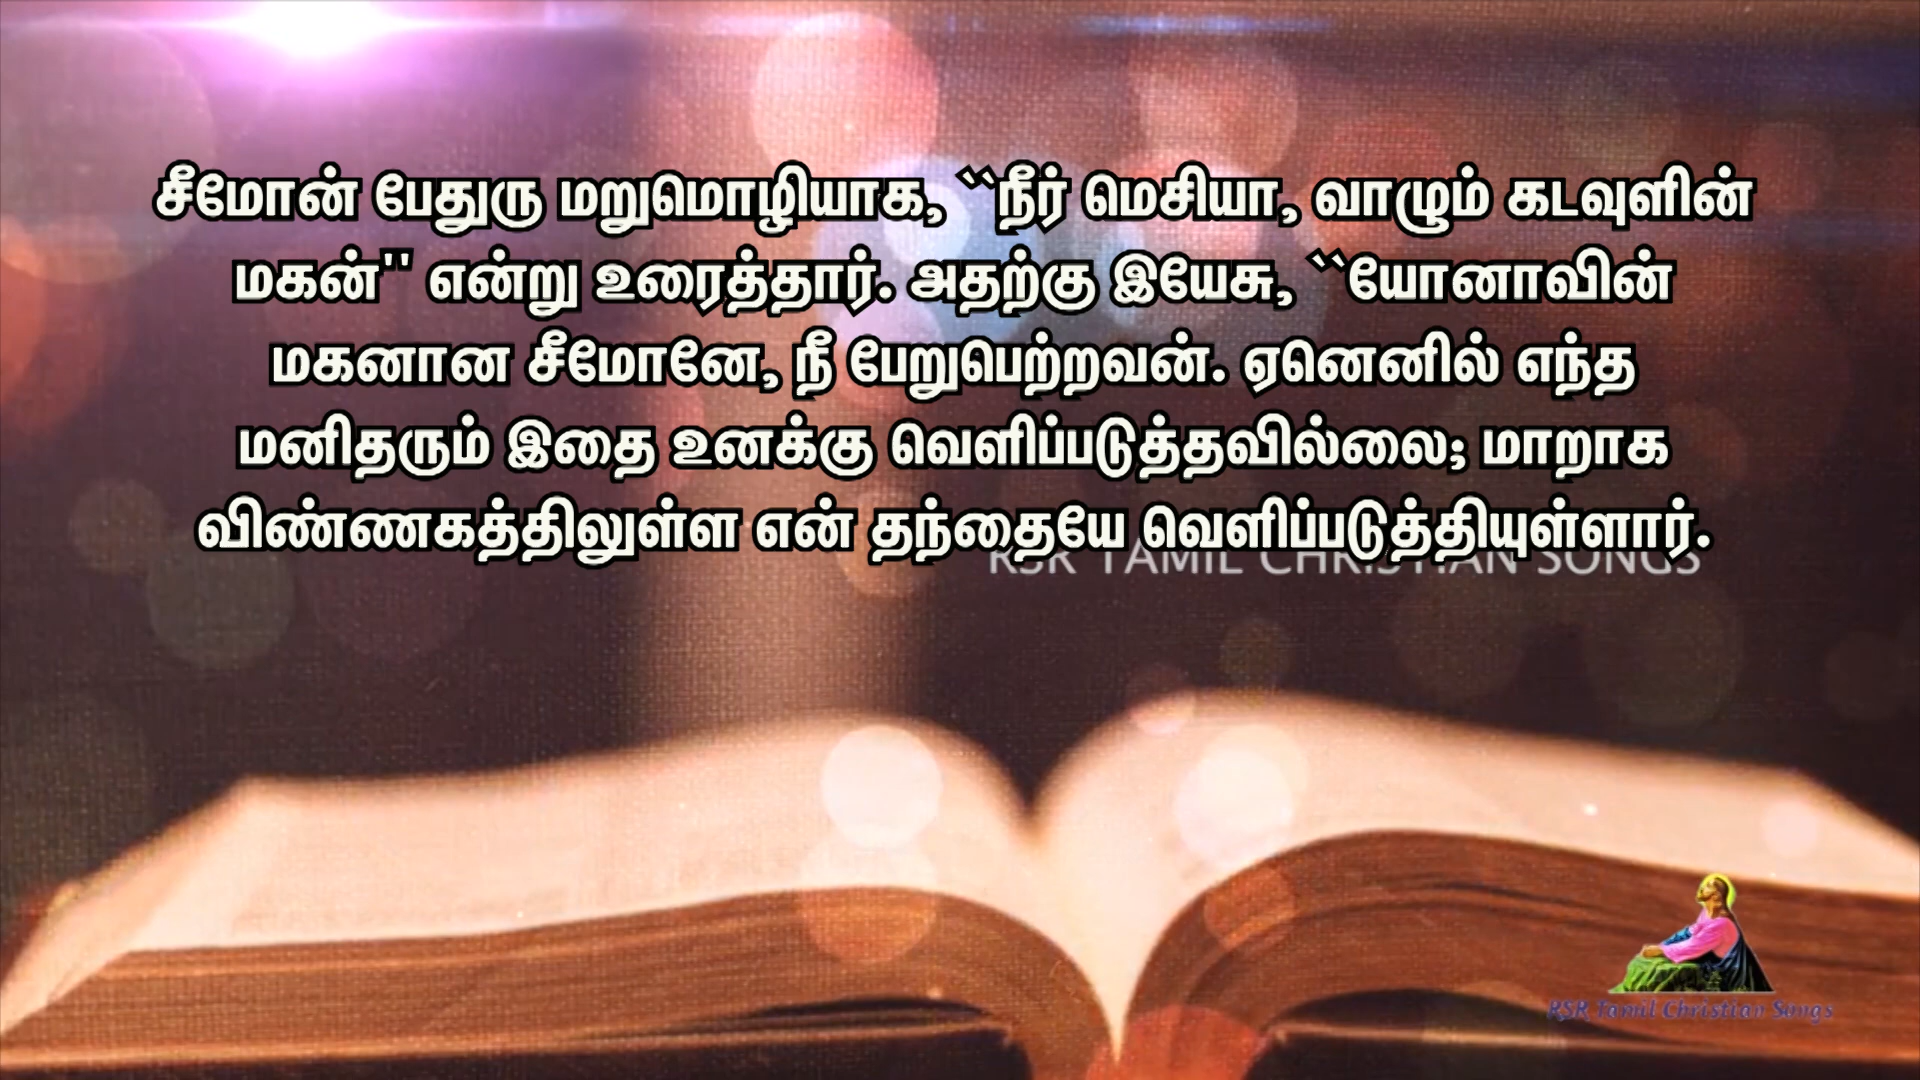 சீமோன் பேதுரு மறுமொழியாக, ``நீர் மெசியா, வாழும் கடவுளின்
மகன்'' என்று உரைத்தார். அதற்கு இயேசு, ``யோனாவின்
மகனான சீமோனே, நீ பேறுபெற்றவன். ஏனெனில் எந்த
மனிதரும் இதை உனக்கு வெளிப்படுத்தவில்லை; மாறாக
விண்ணகத்திலுள்ள என் தந்தையே வெளிப்படுத்தியுள்ளார்.
RSR TAMIL CHRISTIAN SONGS
RSR Tamil Christian Songs